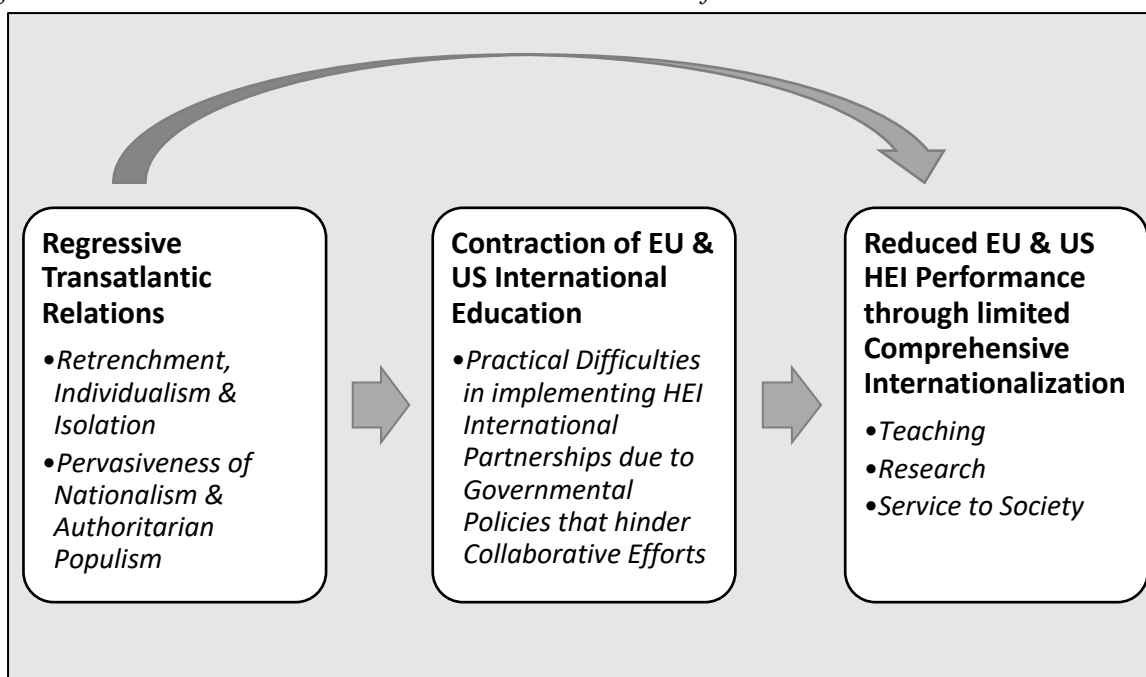 Regressive
Transatlantic
Relations
•Retrenchment,
Individualism &
Isolation
•Pervasiveness of
Nationalism &
Authoritarian
Populism
Contraction of EU &
US International
Education
•Practical Difficulties
in implementing HEI
International
Partnerships due to
Governmental
Policies that hinder
Collaborative Efforts
Reduced EU & US
HEI Performance
through limited
Comprehensive
Internationalization
•Teaching
•Research
•Service to Society